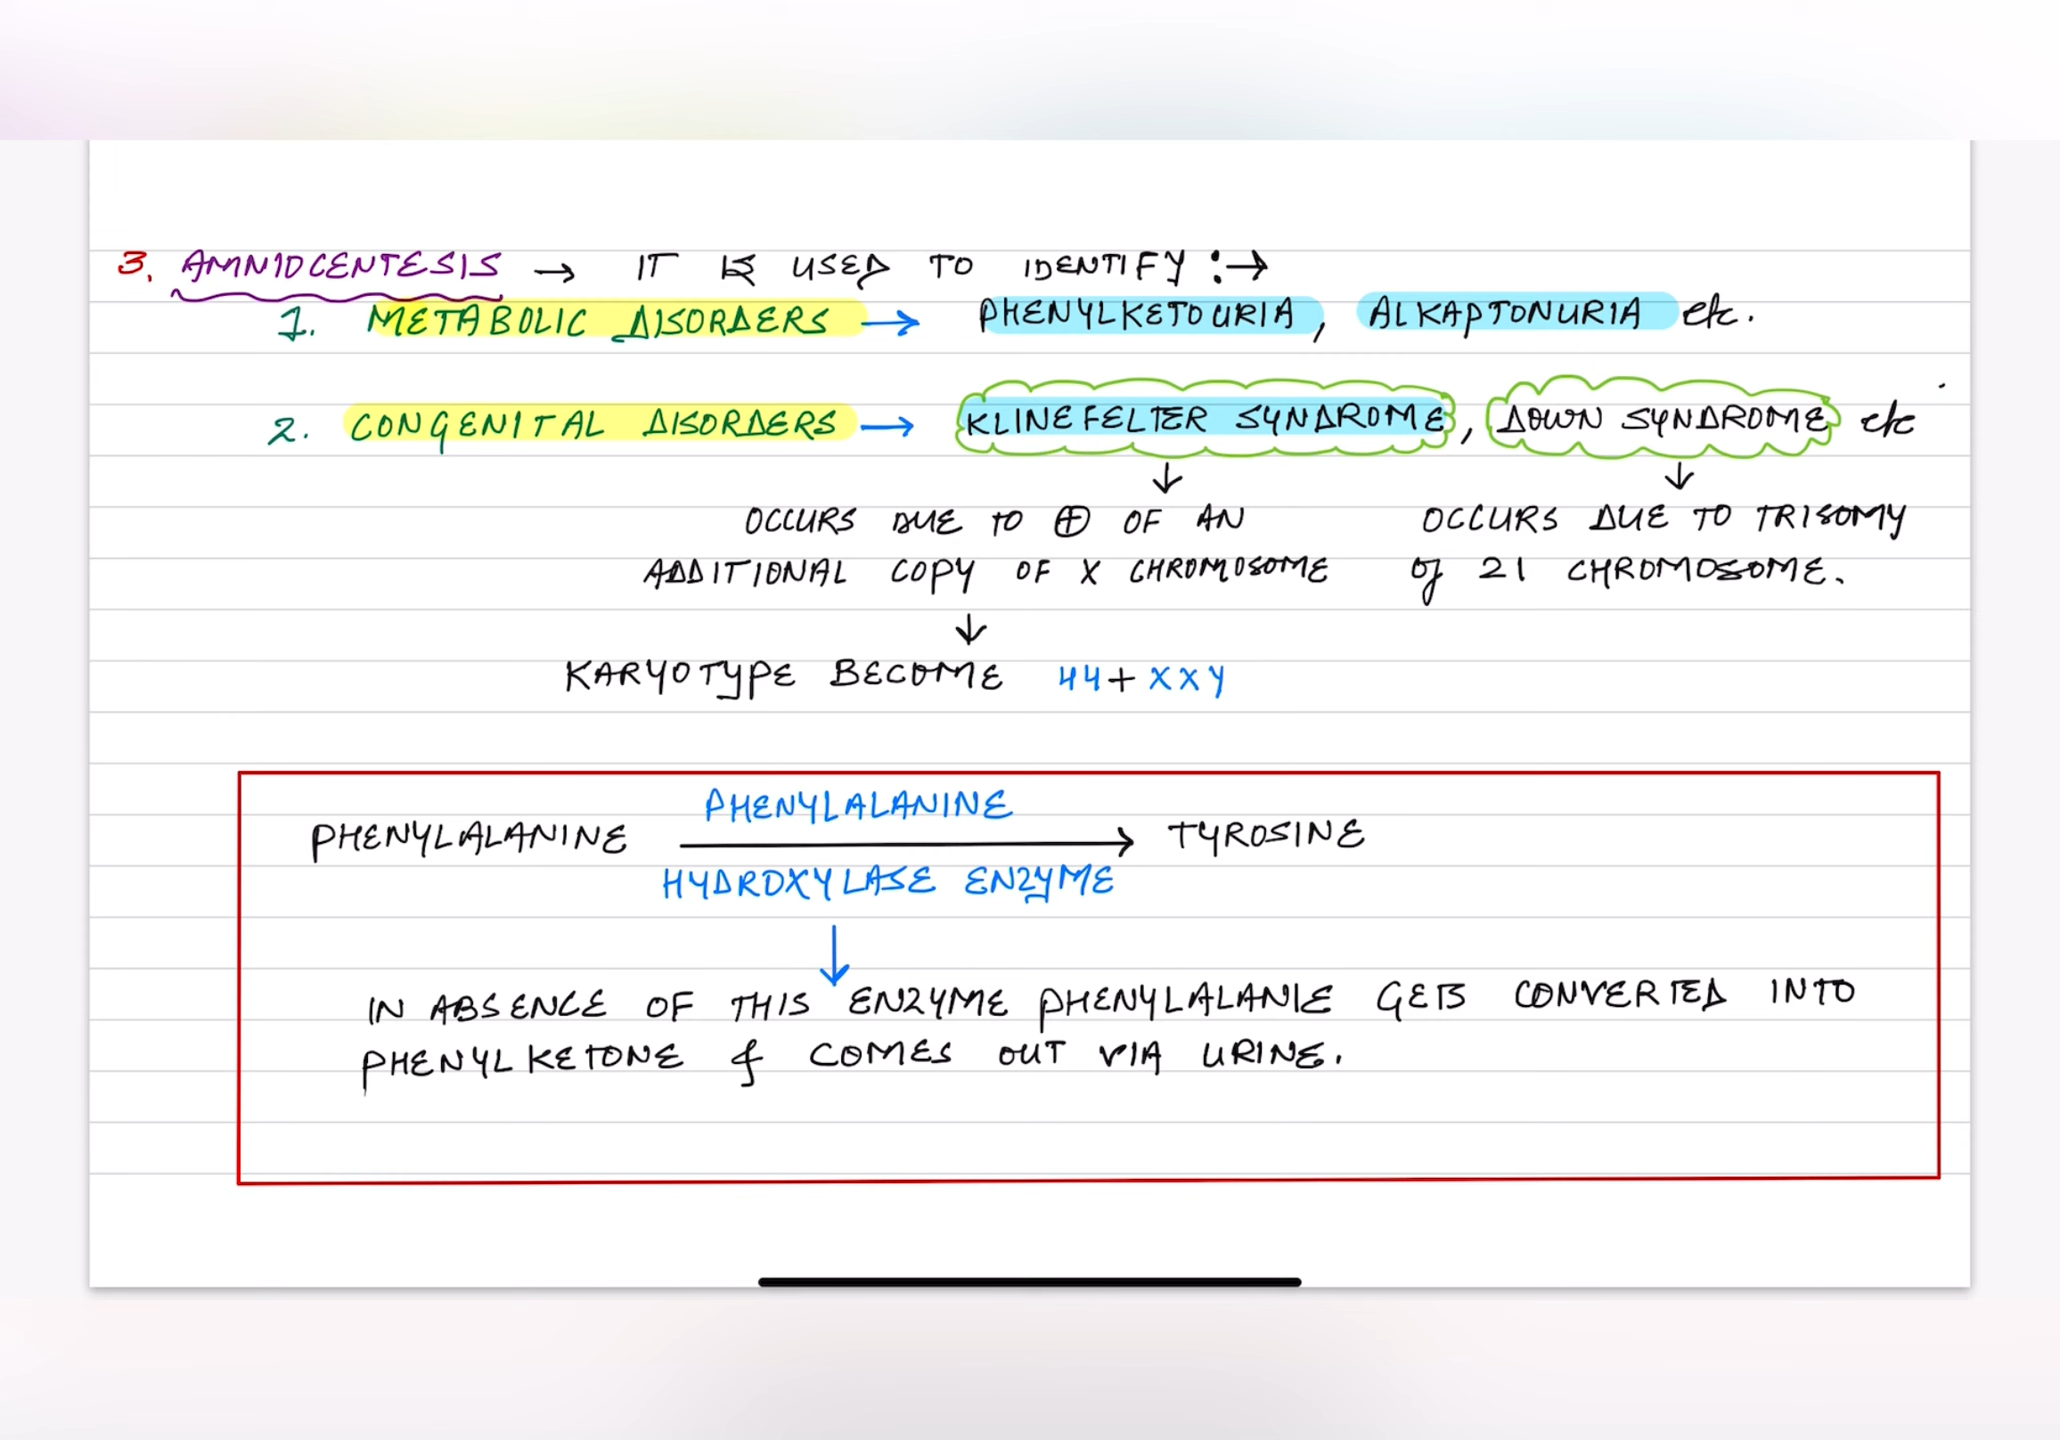 3. AMNIOCENTESIS → IT IS USED TO IDENTIFY :→
1. METABOLIC DISORDERS → PHENYLKETOURIA, ALKAPTONURIA etc.
2. CONGENITAL DISORDERS → KLINEFELTER SYNDROME, DOWN SYNDROME etc
↓ ↓
OCCURS DUE TO ⊕ OF AN OCCURS DUE TO TRISOMY
ADDITIONAL COPY OF X CHROMOSOME of 21 CHROMOSOME.
↓
KARYOTYPE BECOME 44+XXY
PHENYLALANINE
PHENYLALANINE → TYROSINE
HYDROXYLASE ENZYME
↓
IN ABSENCE OF THIS ENZYME PHENYLALANIE GETS CONVERTED INTO
PHENYLKETONE & COMES OUT VIA URINE.